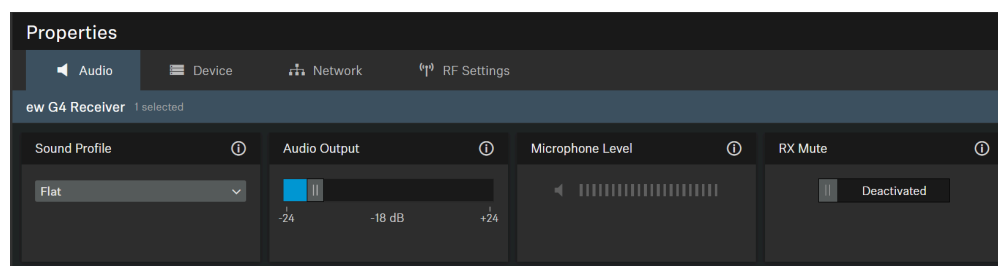 Properties
Audio Device Network RF Settings
ew G4 Receiver 1 selected
Sound Profile Audio Output Microphone Level RX Mute
Flat Deactivated
-24 -18 dB +24